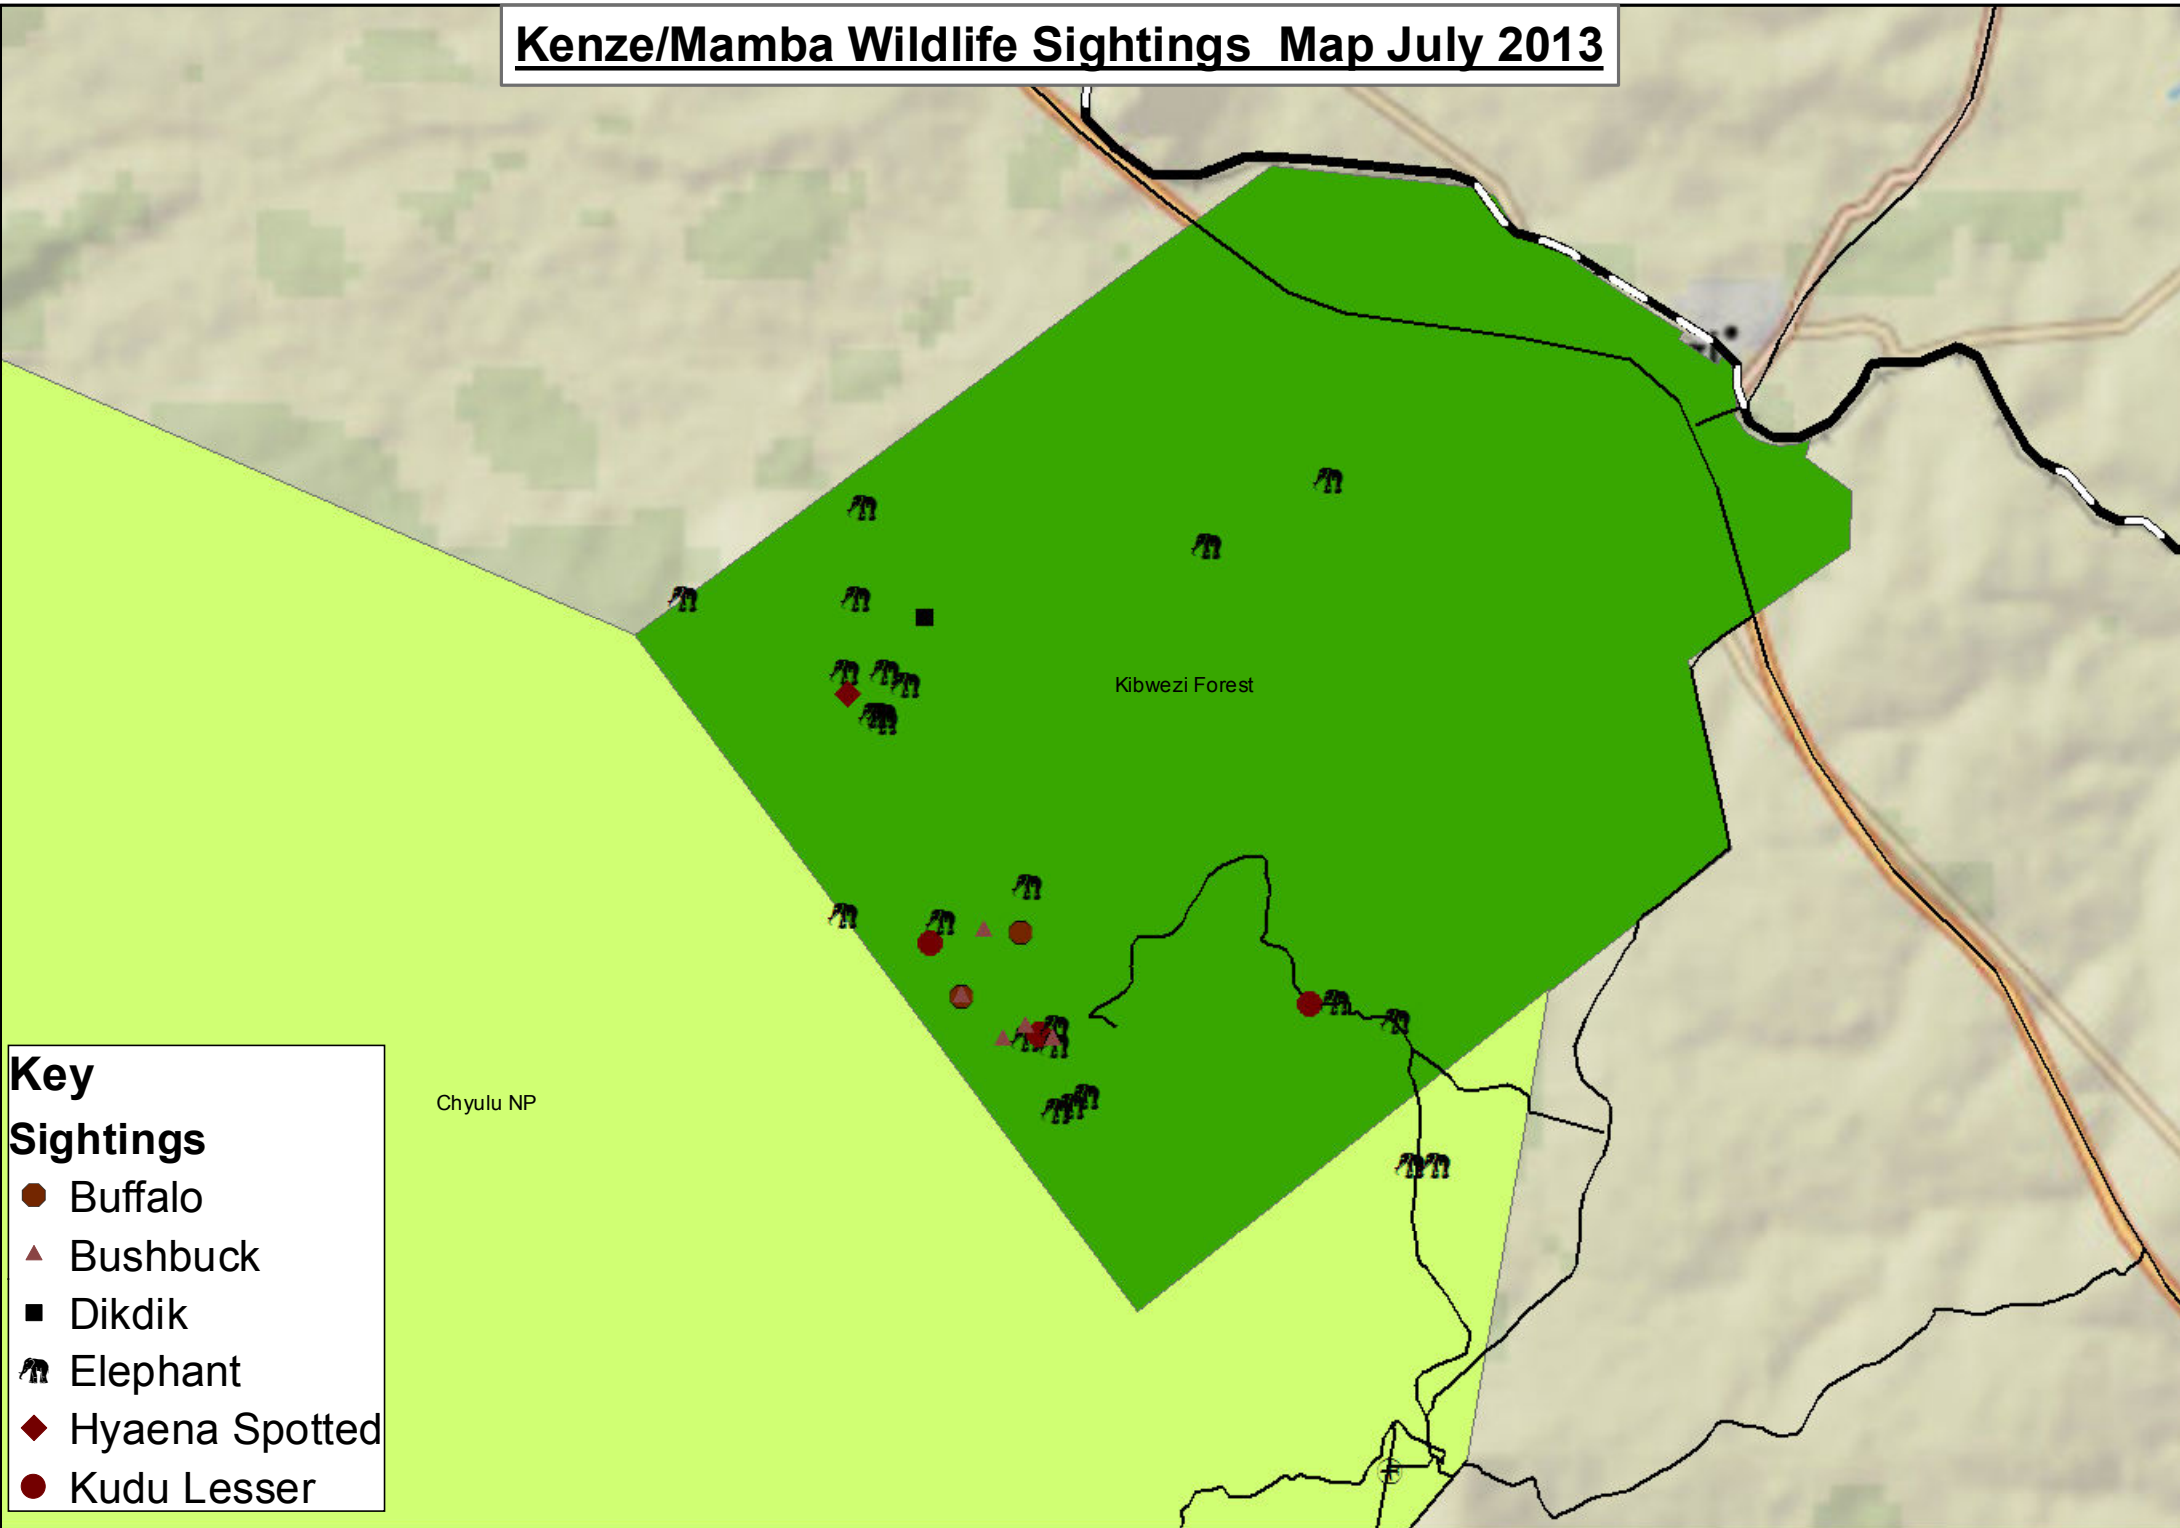 Kenze/Mamba Wildlife Sightings  Map July 2013
Kibwezi Forest
Chyulu NP
Key
Sightings
Buffalo
Bushbuck
Dikdik
Elephant
Hyaena Spotted
Kudu Lesser